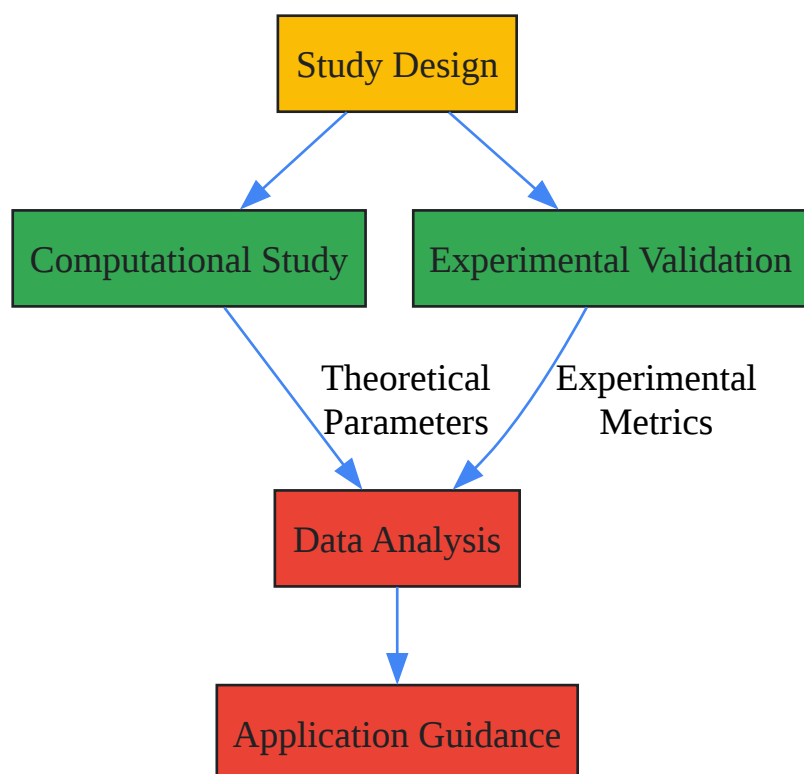 Study Design
Computational Study
Experimental Validation
Theoretical
Parameters
Experimental
Metrics
Data Analysis
Application Guidance